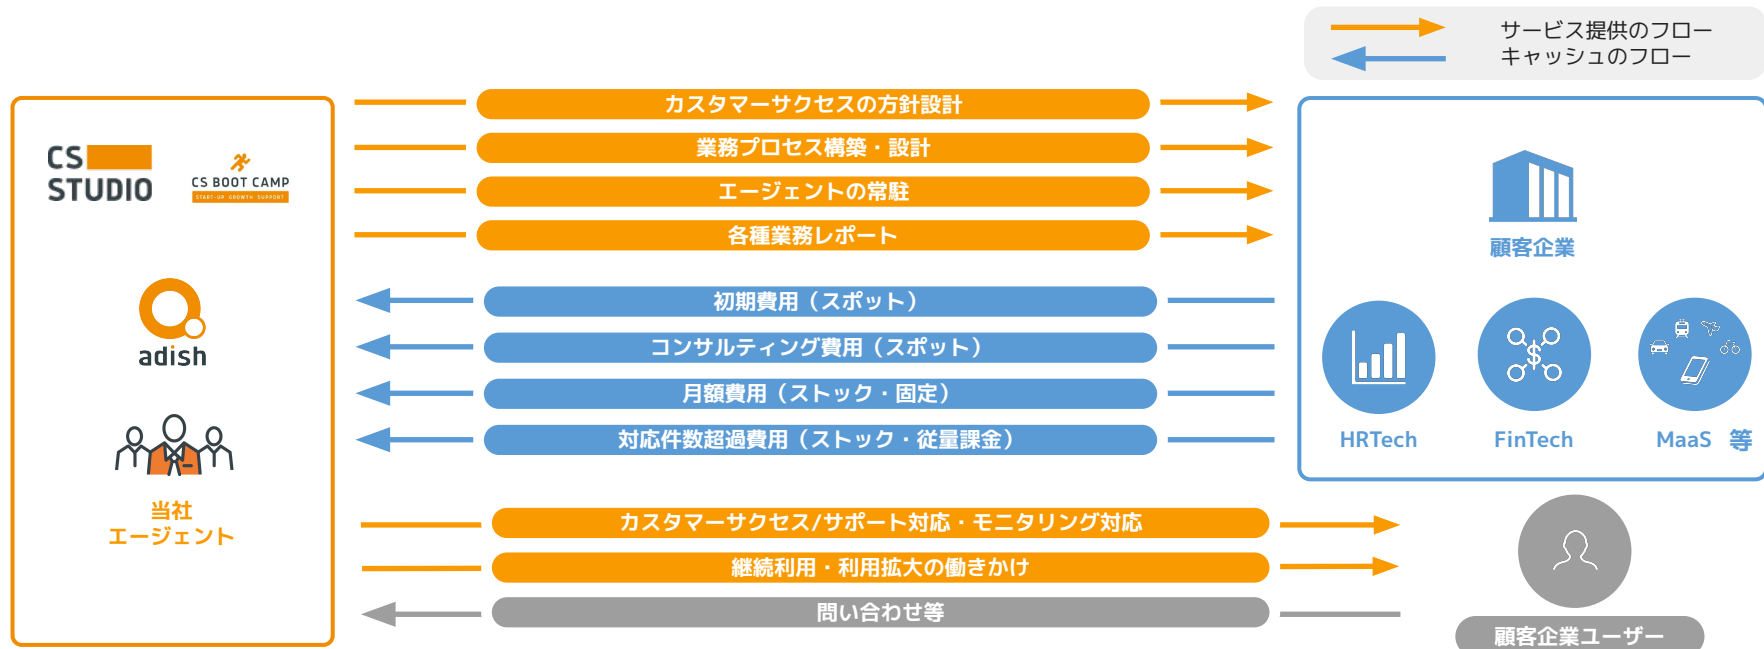 サービス提供のフロー
キャッシュのフロー
CS
STUDIO
CS BOOT CAMP
START-UP GROWTH SUPPORT
adish
当社
エージェント
カスタマーサクセスの方針設計
業務プロセス構築・設計
エージェントの常駐
各種業務レポート
初期費用（スポット）
コンサルティング費用（スポット）
月額費用（ストック・固定）
対応件数超過費用（ストック・従量課金）
カスタマーサクセス/サポート対応・モニタリング対応
継続利用・利用拡大の働きかけ
問い合わせ等
顧客企業
HRTech
FinTech
MaaS 等
顧客企業ユーザー